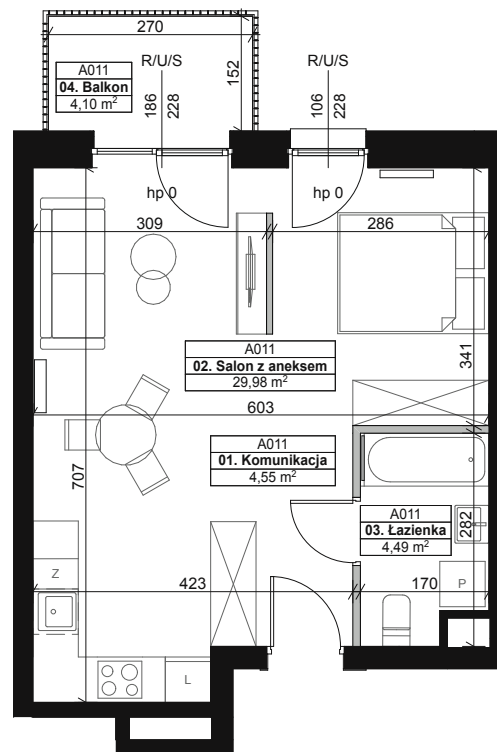 270
R/U/S
R/U/S
A011
04. Balkon
4,10 m²
152
186
228
106
228
hp 0
hp 0
309
286
A011
02. Salon z aneksem
29,98 m²
341
603
A011
01. Komunikacja
4,55 m²
707
A011
03. Łazienka
4,49 m²
282
Z
423
170
P
L